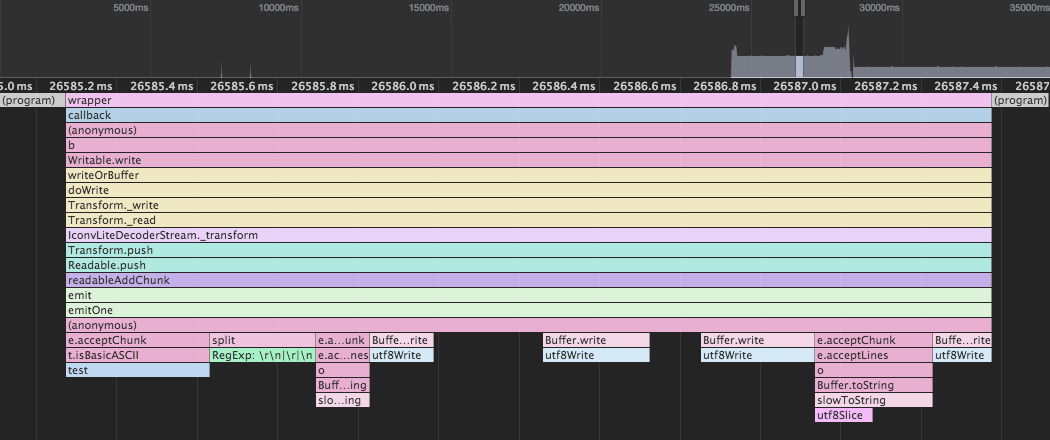 5000ms 10000ms 15000ms 20000ms 25000ms 30000ms 35000ms
5.0 ms 26585.2 ms 26585.4 ms 26585.6 ms 26585.8 ms 26586.0 ms 26586.2 ms 26586.4 ms 26586.6 ms 26586.8 ms 26587.0 ms 26587.2 ms 26587.4 ms 26587
(program) wrapper (program)
callback
(anonymous)
b
Writable.write
writeOrBuffer
doWrite
Transform._write
Transform._read
IconvLiteDecoderStream._transform
Transform.push
Readable.push
readableAddChunk
emit
emitOne
(anonymous)
e.acceptChunk split e.a...unk Buffe...rite Buffer.write Buffer.write e.acceptChunk Buffe...rite
t.isBasicASCII RegExp: \r\n|\r|\n e.ac...nes utf8Write utf8Write utf8Write e.acceptLines utf8Write
test o o
Buff...ing Buffer.toString
slo...ing slowToString
utf8Slice